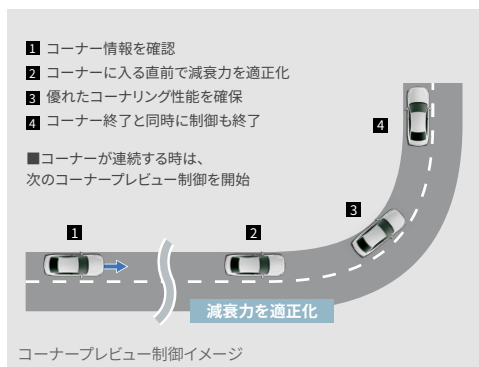 1 コーナー情報を確認
2 コーナーに入る直前で減衰力を適正化
3 優れたコーナリング性能を確保
4 コーナー終了と同時に制御も終了
■コーナーが連続する時は、
次のコーナープレビュー制御を開始
4
3
1
2
減衰力を適正化
コーナープレビュー制御イメージ